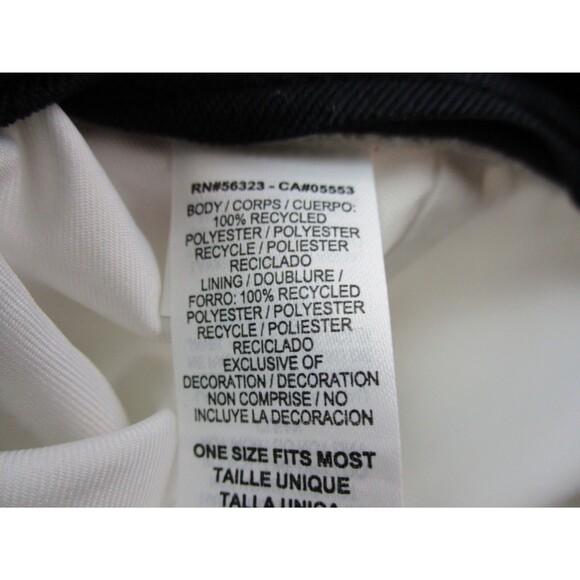 RN#56323 - CA#05553
BODY / CORPS / CUERPO:
100% RECYCLED
POLYESTER / POLYESTER
RECYCLE / POLIESTER
RECICLADO
LINING / DOUBLURE /
FORRO: 100% RECYCLED
POLYESTER / POLYESTER
RECYCLE / POLIESTER
RECICLADO
EXCLUSIVE OF
DECORATION / DECORATION
NON COMPRISE / NO
INCLUYE LA DECORACION
ONE SIZE FITS MOST
TAILLE UNIQUE
TALLA UNICA